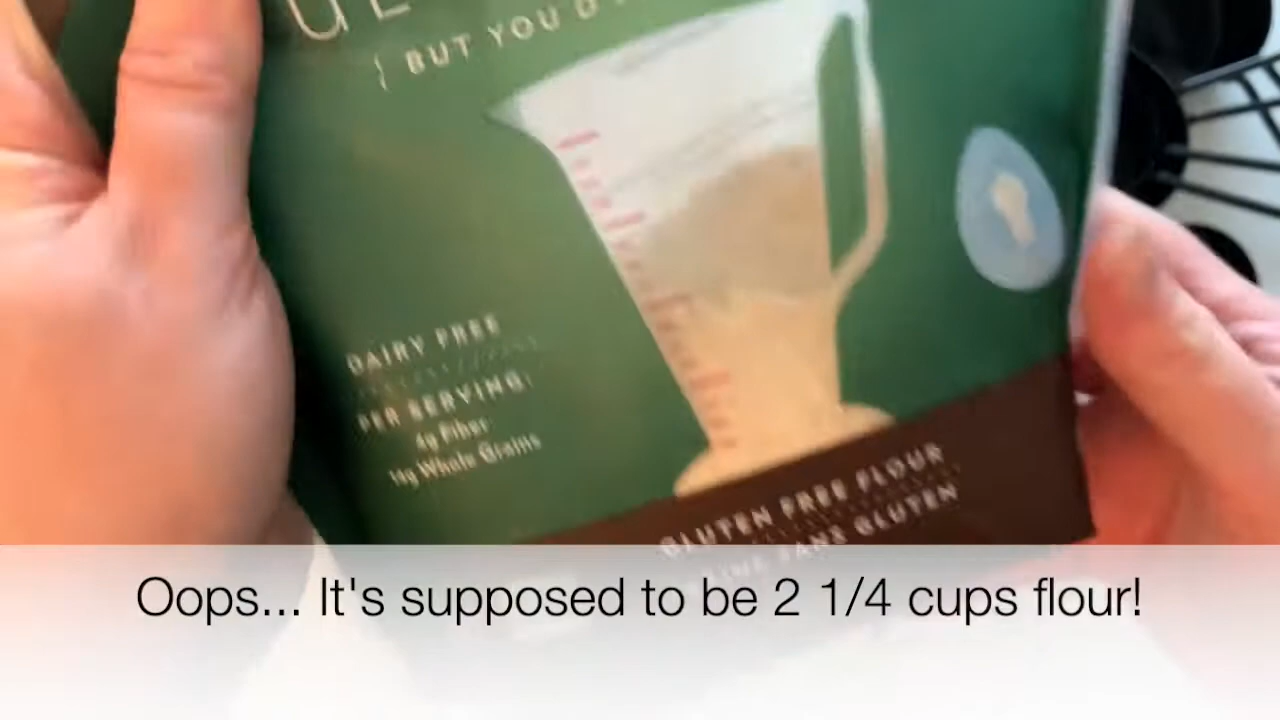 { BUT YOU
DAIRY FREE
PER SERVING:
4g Fiber
14g Whole Grains
GLUTEN FREE FLOUR
SANS GLUTEN
Oops... It's supposed to be 2 1/4 cups flour!